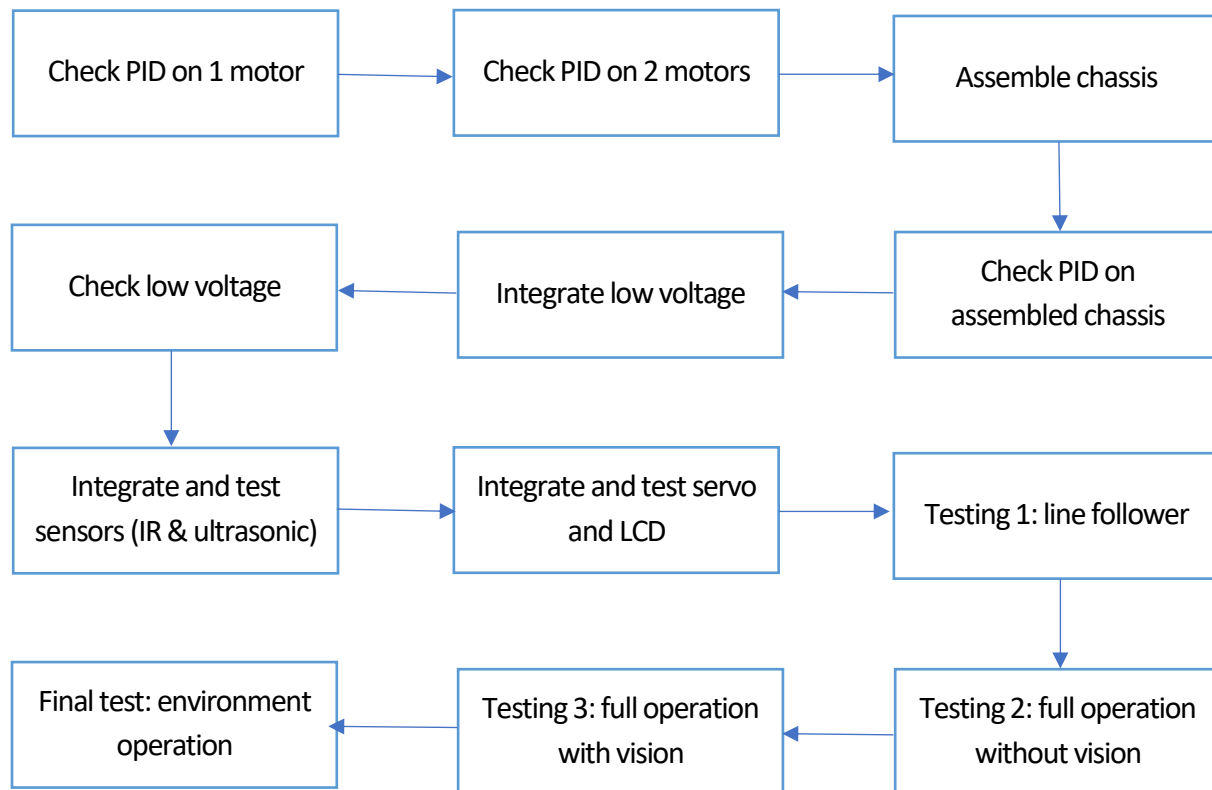 Check PID on 1 motor
Check PID on 2 motors
Assemble chassis
Check PID on
assembled chassis
Integrate low voltage
Check low voltage
Integrate and test
sensors (IR & ultrasonic)
Integrate and test servo
and LCD
Testing 1: line follower
Testing 2: full operation
without vision
Testing 3: full operation
with vision
Final test: environment
operation